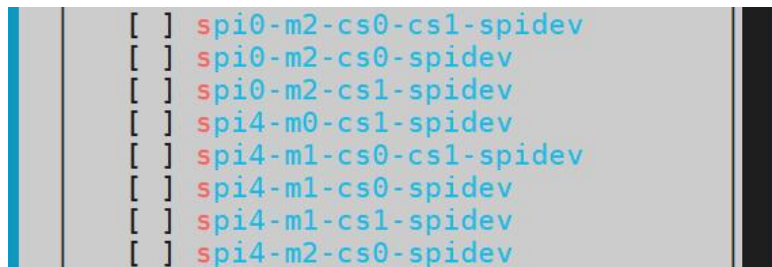 [ ] spi0-m2-cs0-cs1-spidev
[ ] spi0-m2-cs0-spidev
[ ] spi0-m2-cs1-spidev
[ ] spi4-m0-cs1-spidev
[ ] spi4-m1-cs0-cs1-spidev
[ ] spi4-m1-cs0-spidev
[ ] spi4-m1-cs1-spidev
[ ] spi4-m2-cs0-spidev